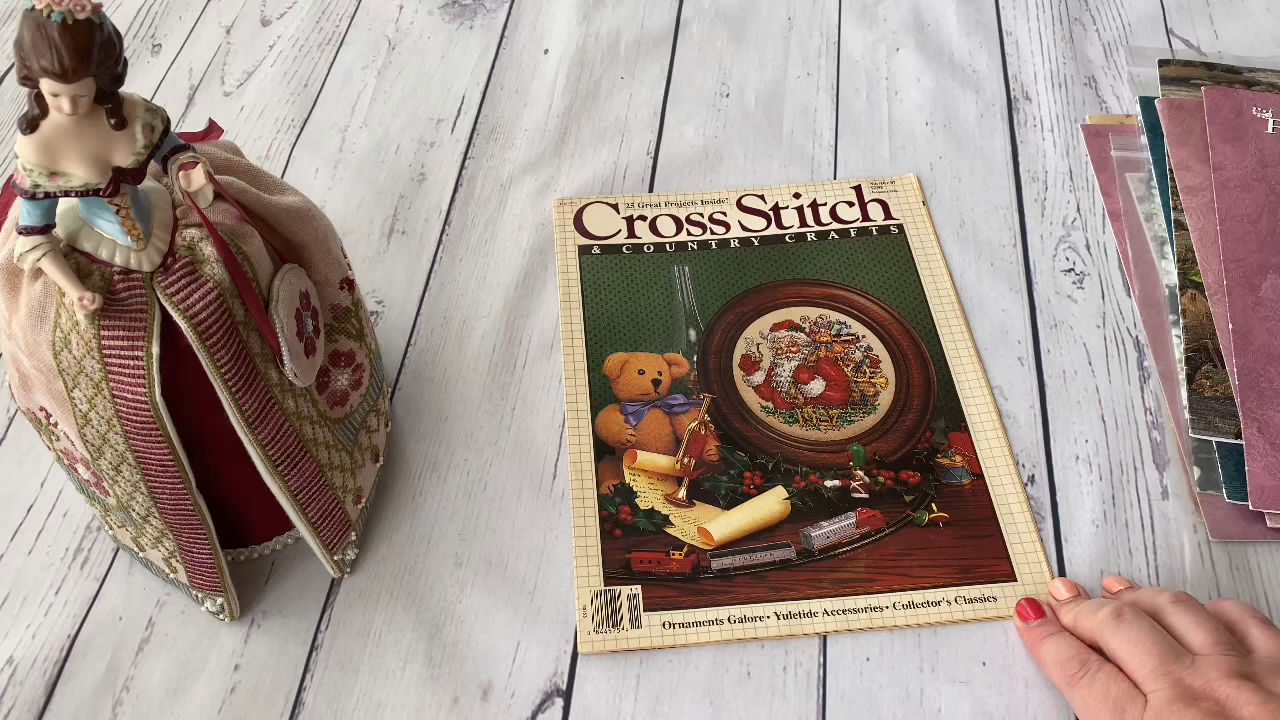 25 Great Projects Inside!
Cross Stitch
& COUNTRY CRAFTS
Ornaments Galore • Yuletide Accessories • Collector's Classics